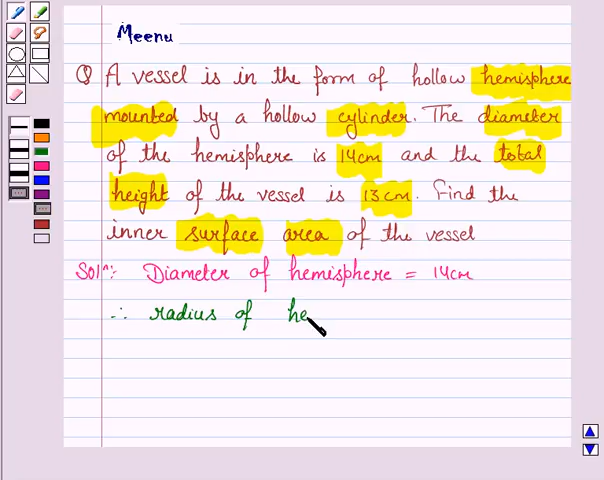 Meenu
Q A vessel is in the form of hollow hemisphere
mounted by a hollow cylinder. The diameter
of the hemisphere is 14cm and the total
height of the vessel is 13cm. Find the
inner surface area of the vessel
Solⁿ: Diameter of hemisphere = 14cm
∴ radius of he